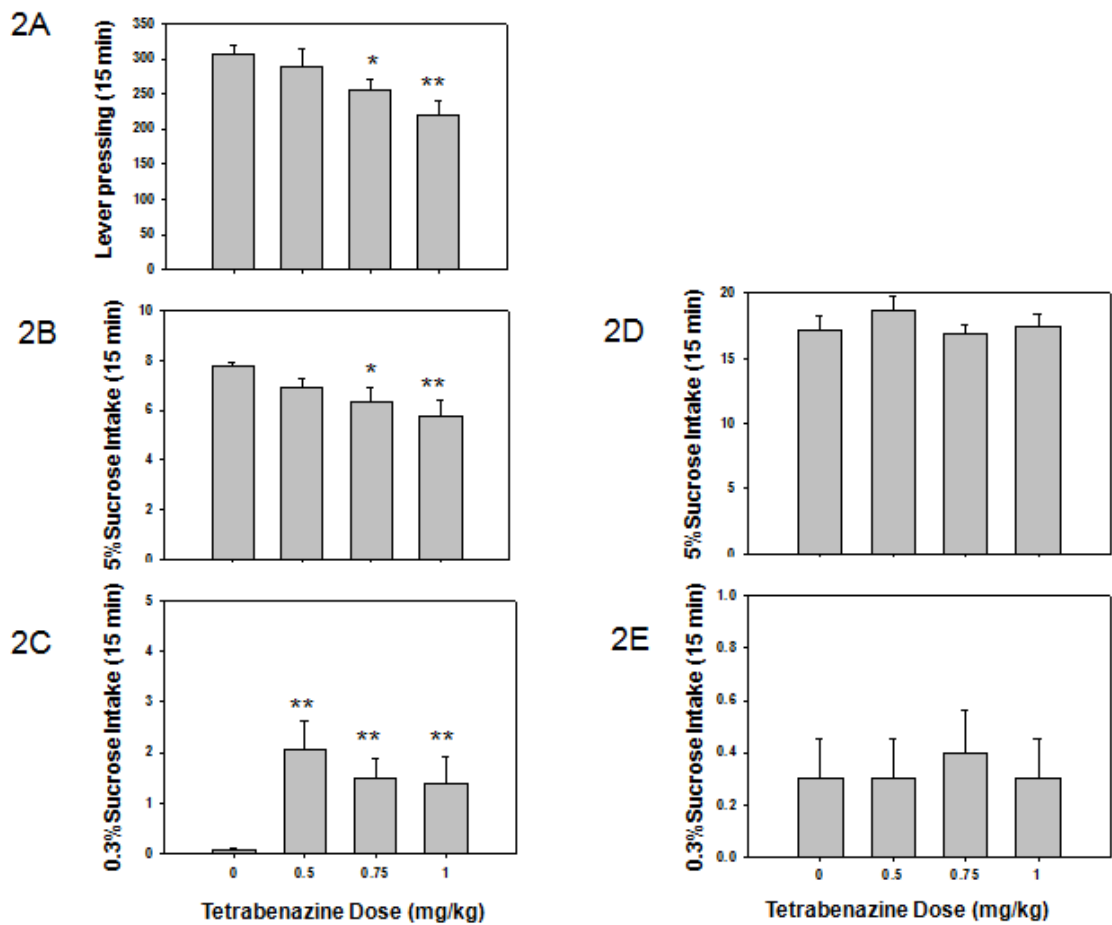 2A
Lever pressing (15 min)
350
300
250
200
150
100
50
0
*
**
2B
5% Sucrose Intake (15 min)
10
8
6
4
2
0
*
**
2C
0.3% Sucrose Intake (15 min)
5
4
3
2
1
0
**
**
**
0 0.5 0.75 1
Tetrabenazine Dose (mg/kg)
2D
5% Sucrose Intake (15 min)
20
15
10
5
0
2E
0.3% Sucrose Intake (15 min)
1.0
0.8
0.6
0.4
0.2
0.0
0 0.5 0.75 1
Tetrabenazine Dose (mg/kg)